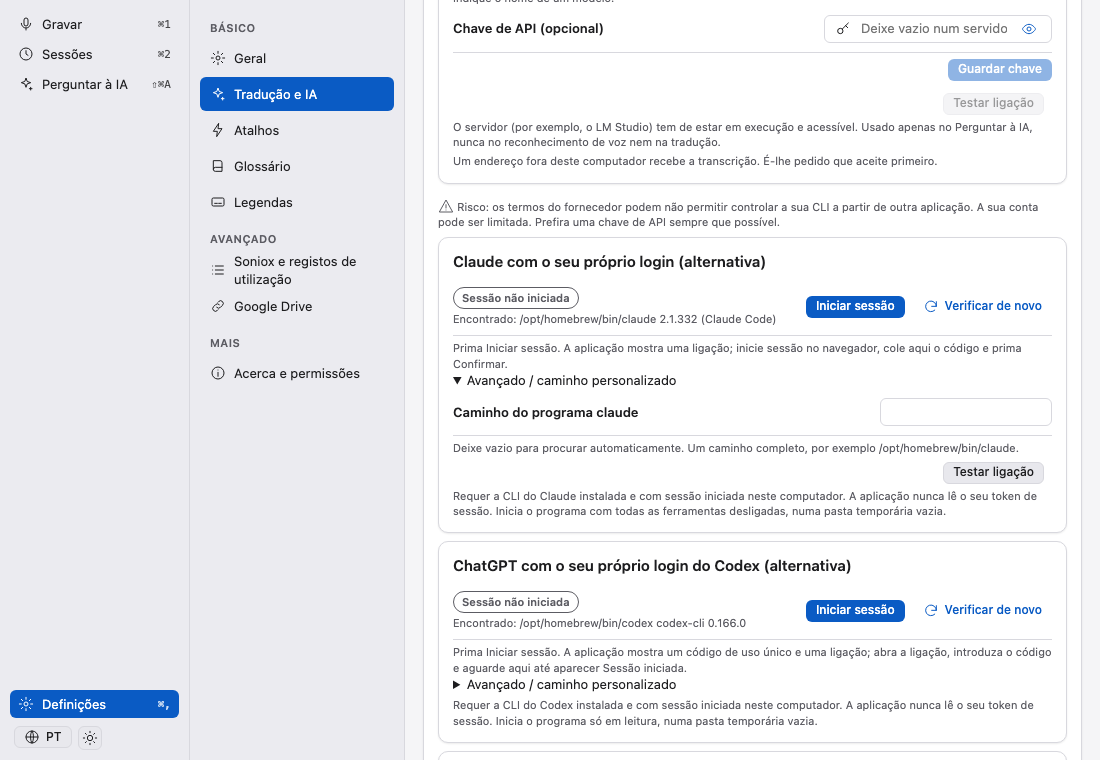 Gravar ⌘1
Sessões ⌘2
Perguntar à IA ⇧⌘A
Definições ⌘,
PT
BÁSICO
Geral
Tradução e IA
Atalhos
Glossário
Legendas
AVANÇADO
Soniox e registos de
utilização
Google Drive
MAIS
Acerca e permissões
Chave de API (opcional)
Deixe vazio num servido
Guardar chave
Testar ligação
O servidor (por exemplo, o LM Studio) tem de estar em execução e acessível. Usado apenas no Perguntar à IA,
nunca no reconhecimento de voz nem na tradução.
Um endereço fora deste computador recebe a transcrição. É-lhe pedido que aceite primeiro.
Risco: os termos do fornecedor podem não permitir controlar a sua CLI a partir de outra aplicação. A sua conta
pode ser limitada. Prefira uma chave de API sempre que possível.
Claude com o seu próprio login (alternativa)
Sessão não iniciada
Encontrado: /opt/homebrew/bin/claude 2.1.332 (Claude Code)
Iniciar sessão
Verificar de novo
Prima Iniciar sessão. A aplicação mostra uma ligação; inicie sessão no navegador, cole aqui o código e prima
Confirmar.
Avançado / caminho personalizado
Caminho do programa claude
Deixe vazio para procurar automaticamente. Um caminho completo, por exemplo /opt/homebrew/bin/claude.
Testar ligação
Requer a CLI do Claude instalada e com sessão iniciada neste computador. A aplicação nunca lê o seu token de
sessão. Inicia o programa com todas as ferramentas desligadas, numa pasta temporária vazia.
ChatGPT com o seu próprio login do Codex (alternativa)
Sessão não iniciada
Encontrado: /opt/homebrew/bin/codex codex-cli 0.166.0
Iniciar sessão
Verificar de novo
Prima Iniciar sessão. A aplicação mostra um código de uso único e uma ligação; abra a ligação, introduza o código
e aguarde aqui até aparecer Sessão iniciada.
Avançado / caminho personalizado
Requer a CLI do Codex instalada e com sessão iniciada neste computador. A aplicação nunca lê o seu token de
sessão. Inicia o programa só em leitura, numa pasta temporária vazia.